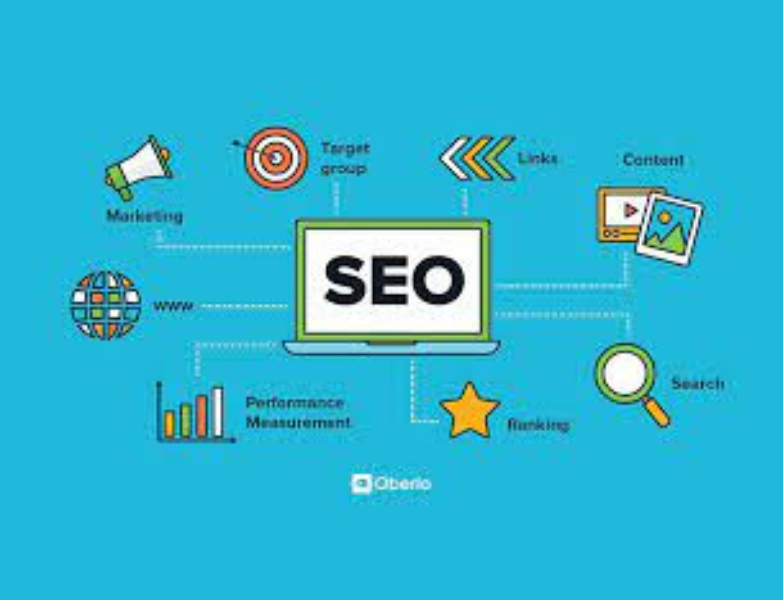 Target
group
Links
Content
Marketing
SEO
www
Search
Performance
Measurement
Ranking
Oberlo